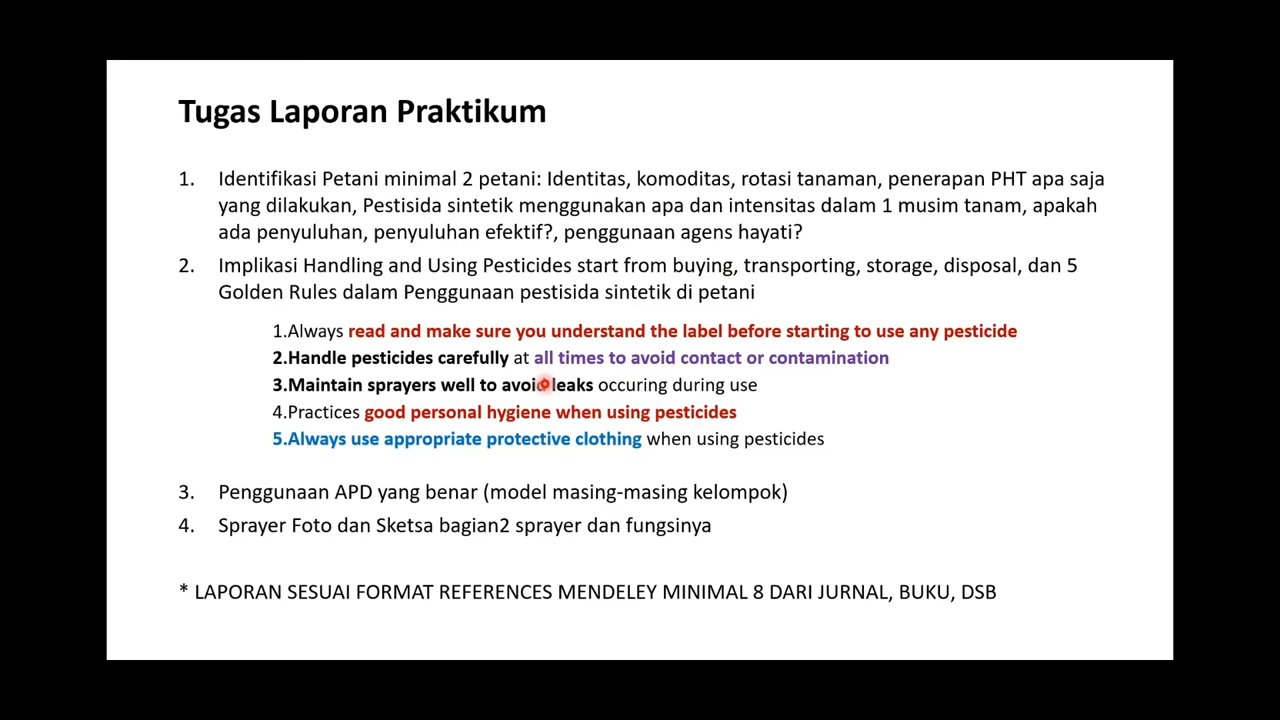 Tugas Laporan Praktikum
1. Identifikasi Petani minimal 2 petani: Identitas, komoditas, rotasi tanaman, penerapan PHT apa saja
yang dilakukan, Pestisida sintetik menggunakan apa dan intensitas dalam 1 musim tanam, apakah
ada penyuluhan, penyuluhan efektif?, penggunaan agens hayati?
2. Implikasi Handling and Using Pesticides start from buying, transporting, storage, disposal, dan 5
Golden Rules dalam Penggunaan pestisida sintetik di petani
1.Always read and make sure you understand the label before starting to use any pesticide
2.Handle pesticides carefully at all times to avoid contact or contamination
3.Maintain sprayers well to avoid leaks occuring during use
4.Practices good personal hygiene when using pesticides
5.Always use appropriate protective clothing when using pesticides
3. Penggunaan APD yang benar (model masing-masing kelompok)
4. Sprayer Foto dan Sketsa bagian2 sprayer dan fungsinya
* LAPORAN SESUAI FORMAT REFERENCES MENDELEY MINIMAL 8 DARI JURNAL, BUKU, DSB